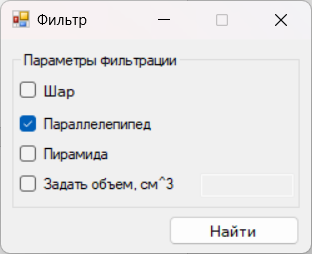 Фильтр
Параметры фильтрации
Шар
Параллелепипед
Пирамида
Задать объем, см^3
Найти